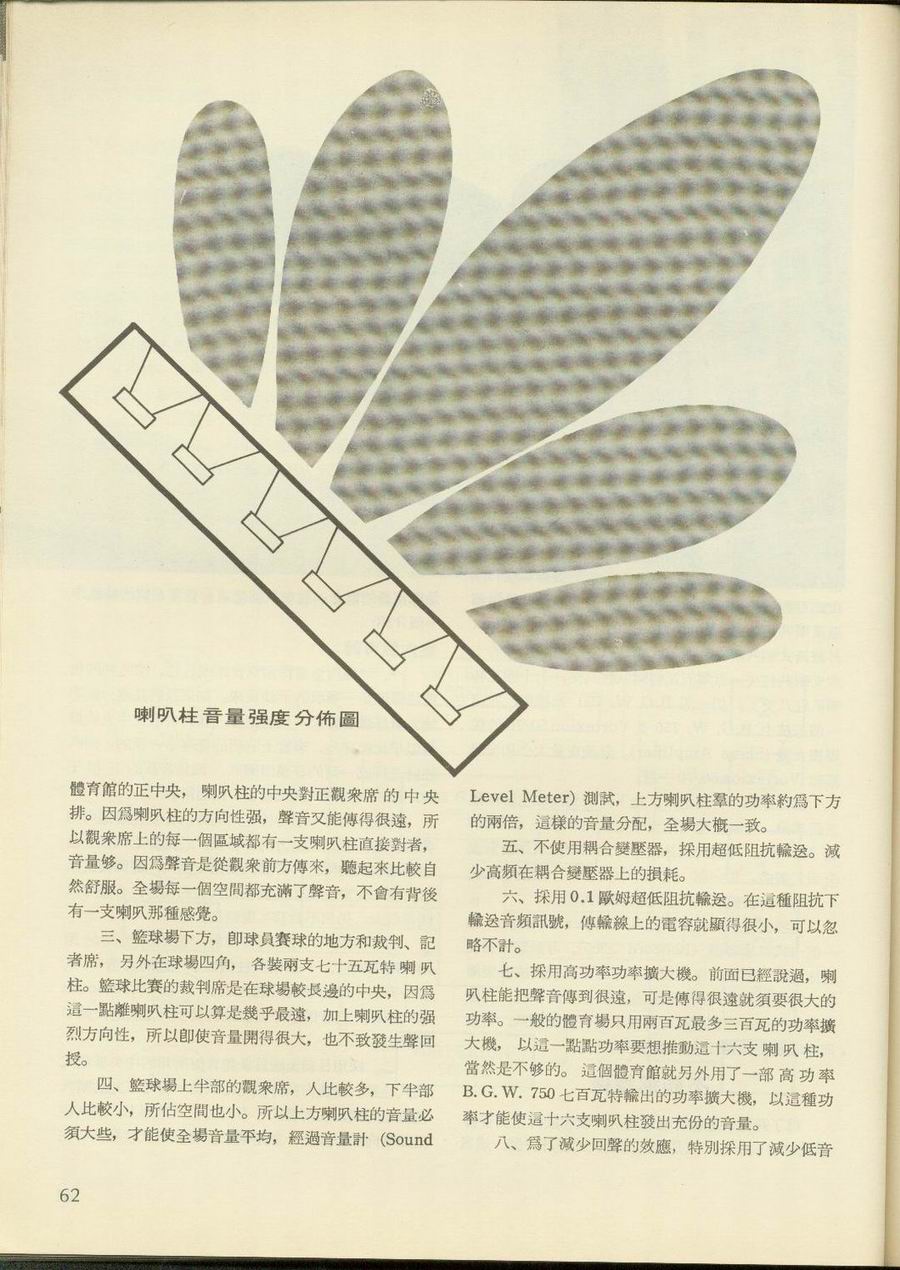 喇叭柱音量强度分佈圖
體育館的正中央，喇叭柱的中央對正觀衆席的中央
排。因爲喇叭柱的方向性强，聲音又能傳得很遠，所
以觀衆席上的每一個區域都有一支喇叭柱直接對者，
音量够。因爲聲音是從觀衆前方傳來，聽起來比較自
然舒服。全場每一個空間都充滿了聲音，不會有背後
有一支喇叭那種感覺。
三、籃球場下方，卽球員賽球的地方和裁判、記
者席，另外在球場四角，各裝兩支七十五瓦特喇叭
柱。籃球比賽的裁判席是在球場較長邊的中央，因爲
這一點離喇叭柱可以算是幾乎最遠，加上喇叭柱的强
烈方向性，所以卽使音量開得很大，也不致發生聲回
授。
四、籃球場上半部的觀衆席，人比較多，下半部
人比較小，所佔空間也小。所以上方喇叭柱的音量必
須大些，才能使全場音量平均，經過音量計 (Sound
Level Meter) 測試，上方喇叭柱羣的功率約爲下方
的兩倍，這樣的音量分配，全場大概一致。
五、不使用耦合變壓器，採用超低阻抗輸送。減
少高頻在耦合變壓器上的損耗。
六、採用0.1歐姆超低阻抗輸送。在這種阻抗下
輸送音頻訊號，傳輸線上的電容就顯得很小，可以忽
略不計。
七、採用高功率功率擴大機。前面已經說過，喇
叭柱能把聲音傳到很遠，可是傳得很遠就須要很大的
功率。一般的體育場只用兩百瓦最多三百瓦的功率擴
大機，以這一點點功率要想推動這十六支喇叭柱，
當然是不够的。這個體育館就另外用了一部高功率
B.G.W. 750七百瓦特輸出的功率擴大機，以這種功
率才能使這十六支喇叭柱發出充份的音量。
八、爲了減少回聲的效應，特別採用了減少低音
62